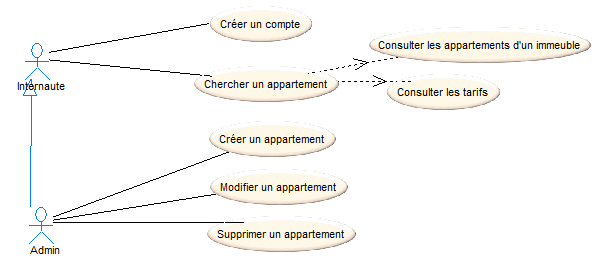 Créer un compte
Consulter les appartements d'un immeuble
Internaute
Chercher un appartement
Consulter les tarifs
Créer un appartement
Modifier un appartement
Supprimer un appartement
Admin